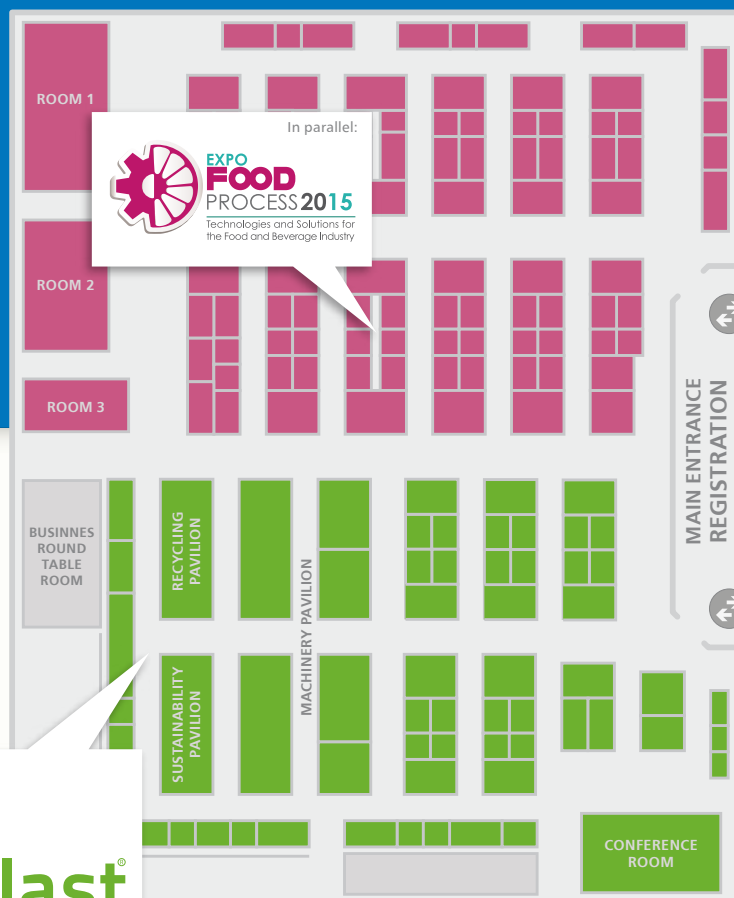 ROOM 1
In parallel:
EXPO
FOOD
PROCESS 2015
Technologies and Solutions for
the Food and Beverage Industry
ROOM 2
ROOM 3
MAIN ENTRANCE
REGISTRATION
BUSINNES
ROUND
TABLE
ROOM
RECYCLING
PAVILION
MACHINERY PAVILION
SUSTAINABILITY
PAVILION
CONFERENCE
ROOM
last®